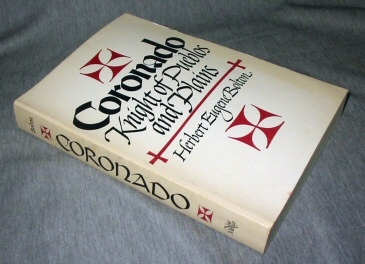 Coronado
Knight of Pueblos
and Plains
Herbert Eugene Bolton
Bolton
CORONADO